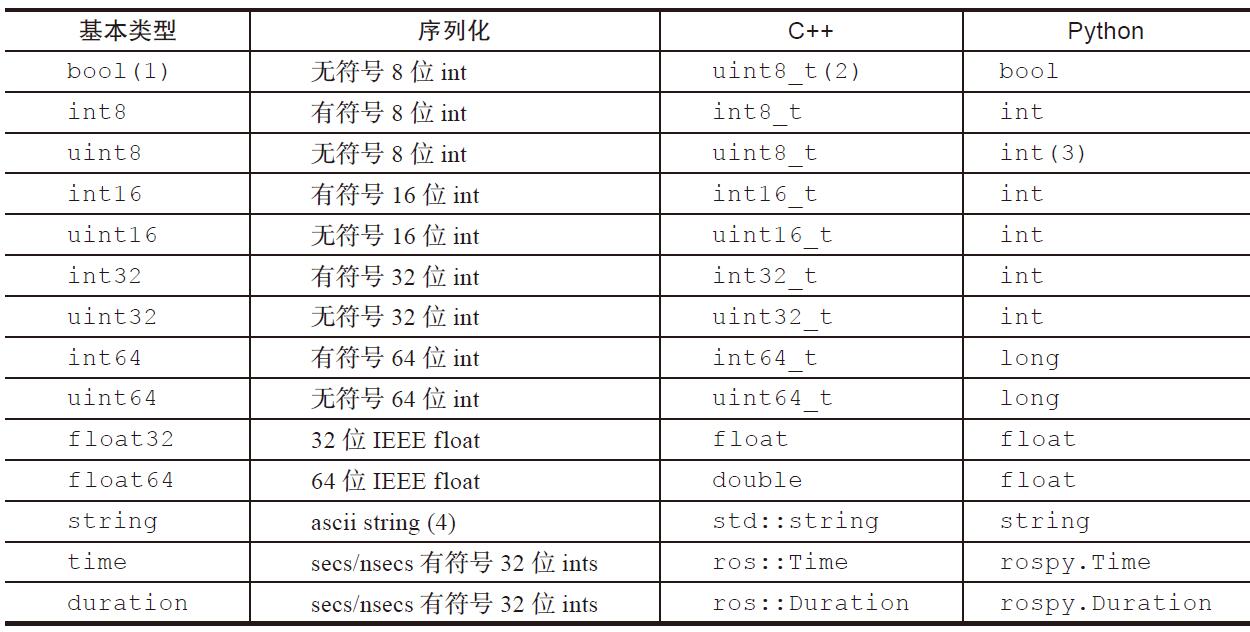 基本类型 序列化 C++ Python
bool(1) 无符号 8 位 int uint8_t(2) bool
int8 有符号 8 位 int int8_t int
uint8 无符号 8 位 int uint8_t int(3)
int16 有符号 16 位 int int16_t int
uint16 无符号 16 位 int uint16_t int
int32 有符号 32 位 int int32_t int
uint32 无符号 32 位 int uint32_t int
int64 有符号 64 位 int int64_t long
uint64 无符号 64 位 int uint64_t long
float32 32 位 IEEE float float float
float64 64 位 IEEE float double float
string ascii string (4) std::string string
time secs/nsecs 有符号 32 位 ints ros::Time rospy.Time
duration secs/nsecs 有符号 32 位 ints ros::Duration rospy.Duration